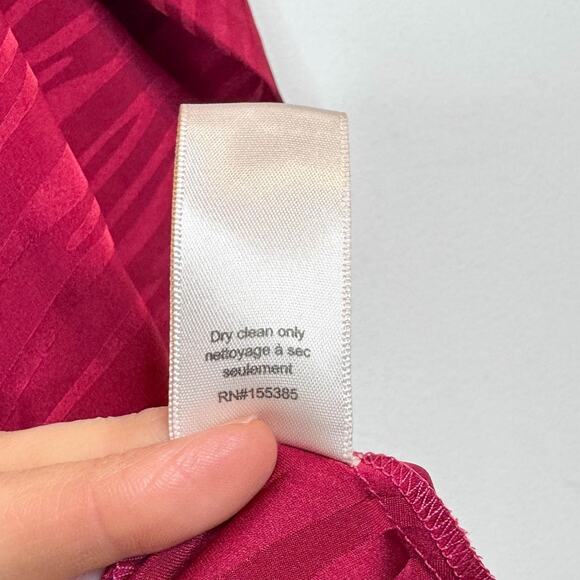 Dry clean only
nettoyage à sec
seulement
RN#155385